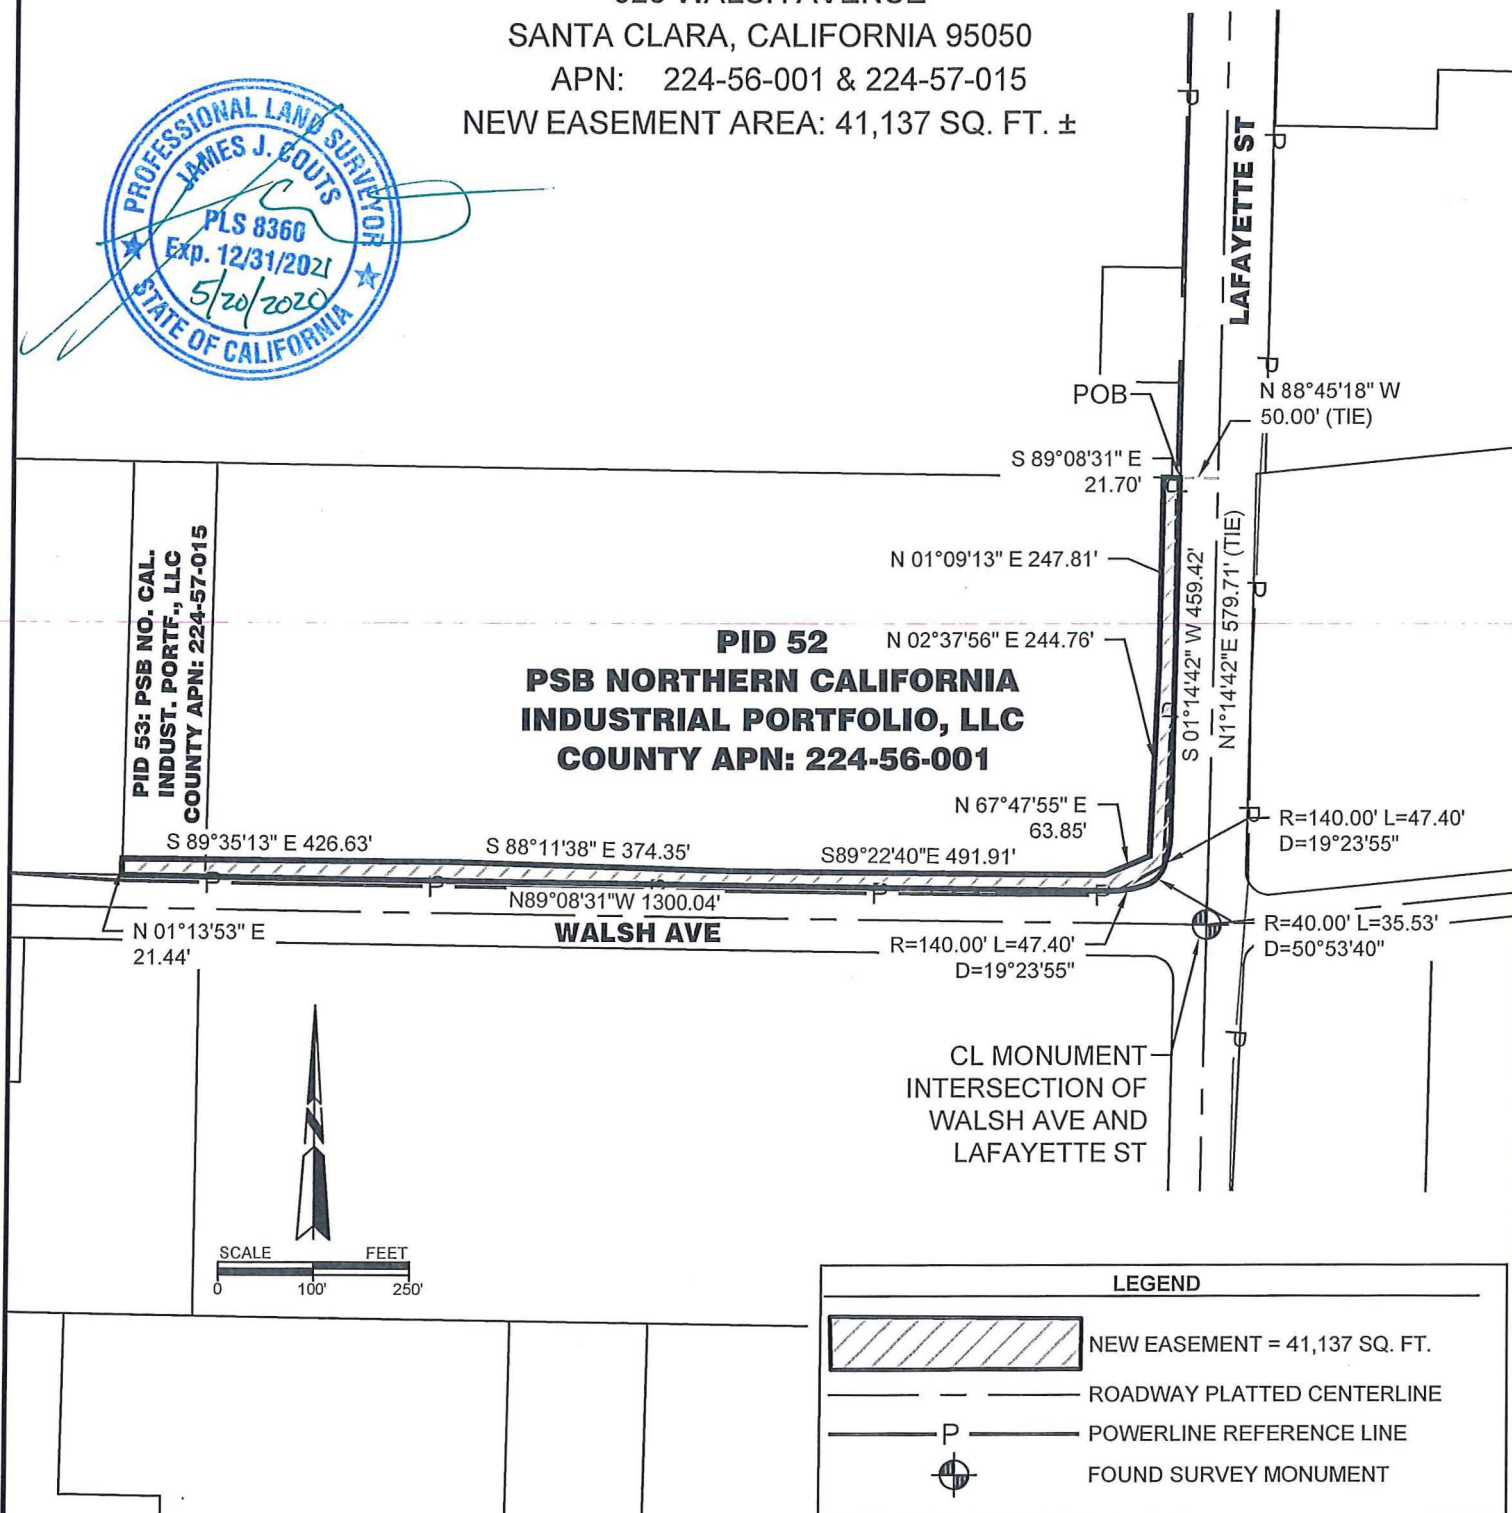 SANTA CLARA, CALIFORNIA 95050
APN: 224-56-001 & 224-57-015
NEW EASEMENT AREA: 41,137 SQ. FT. ±
PROFESSIONAL LAND SURVEYOR
JAMES J. COUTS
PLS 8360
Exp. 12/31/2021
5/20/2020
STATE OF CALIFORNIA
P
P
LAFAYETTE ST
P
POB
N 88°45'18" W
50.00' (TIE)
S 89°08'31" E
21.70'
P
N 01°09'13" E 247.81'
S 01°14'42" W 459.42'
N1°14'42"E 579.71' (TIE)
P
PID 53: PSB NO. CAL.
INDUST. PORTF., LLC
COUNTY APN: 224-57-015
PID 52
PSB NORTHERN CALIFORNIA
INDUSTRIAL PORTFOLIO, LLC
COUNTY APN: 224-56-001
N 02°37'56" E 244.76'
P
N 67°47'55" E
63.85'
P
R=140.00' L=47.40'
D=19°23'55"
S 89°35'13" E 426.63'
S 88°11'38" E 374.35'
S89°22'40"E 491.91'
P
P
P
P
P
N89°08'31"W 1300.04'
WALSH AVE
N 01°13'53" E
21.44'
R=140.00' L=47.40'
D=19°23'55"
R=40.00' L=35.53'
D=50°53'40"
P
CL MONUMENT
INTERSECTION OF
WALSH AVE AND
LAFAYETTE ST
SCALE FEET
0 100' 250'
LEGEND
NEW EASEMENT = 41,137 SQ. FT.
ROADWAY PLATTED CENTERLINE
P POWERLINE REFERENCE LINE
FOUND SURVEY MONUMENT